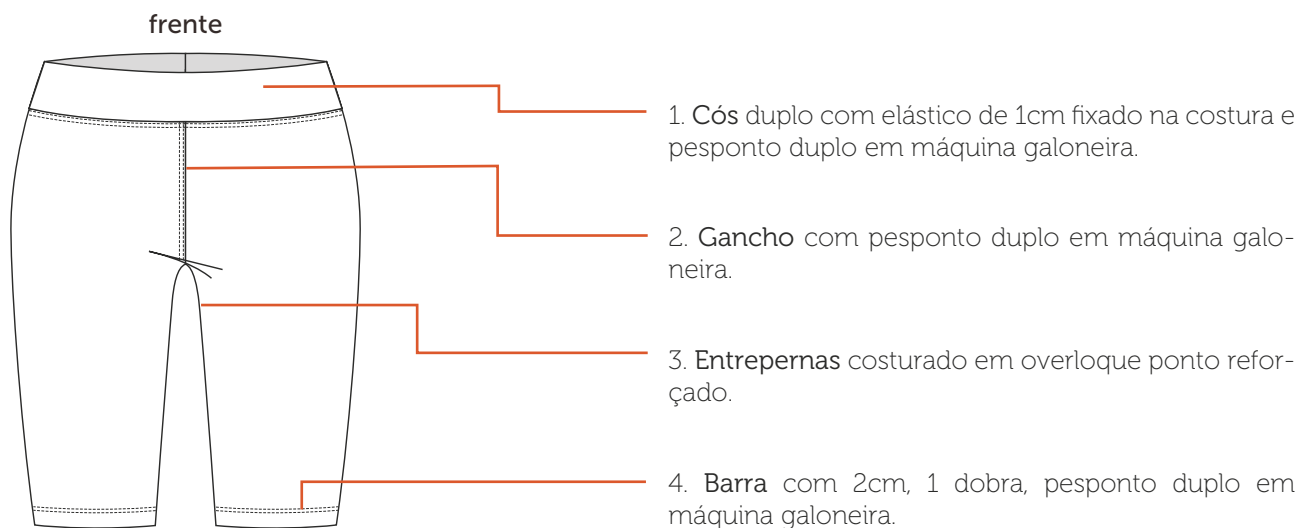 frente
1. Cós duplo com elástico de 1cm fixado na costura e
pesponto duplo em máquina galoneira.
2. Gancho com pesponto duplo em máquina galo-
neira.
3. Entrepernas costurado em overloque ponto refor-
çado.
4. Barra com 2cm, 1 dobra, pesponto duplo em
máquina galoneira.